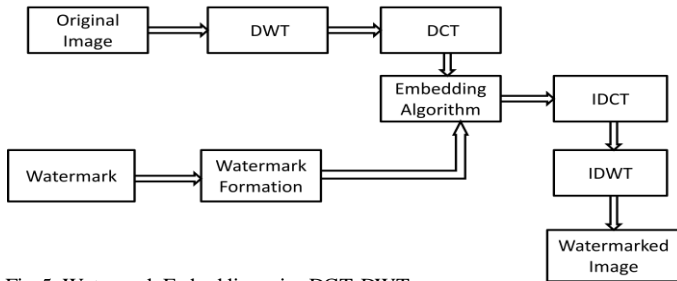 Original
Image
DWT
DCT
Embedding
Algorithm
IDCT
Watermark
Watermark
Formation
IDWT
Watermarked
Image